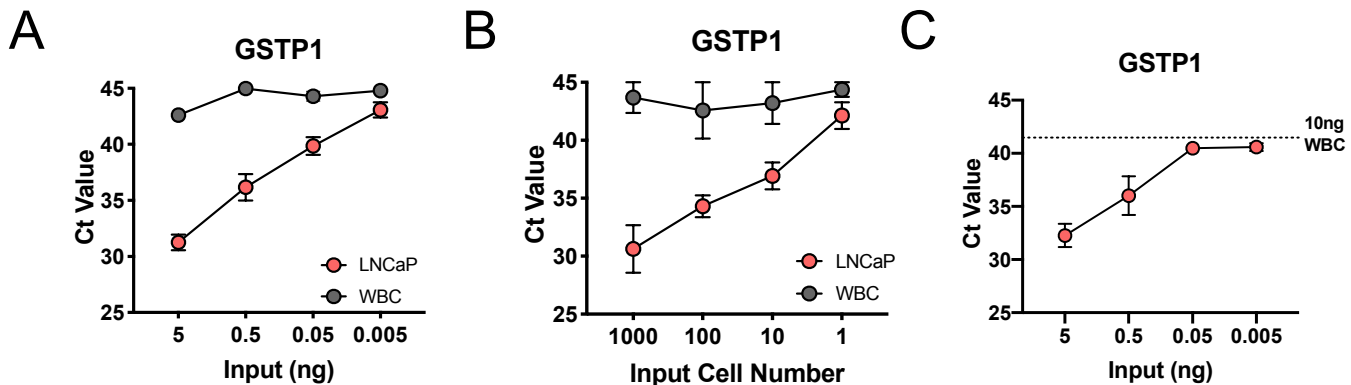 A
GSTP1
Ct Value
45
40
35
30
25
LNCaP
WBC
5 0.5 0.05 0.005
Input (ng)
B
GSTP1
Ct Value
45
40
35
30
25
LNCaP
WBC
1000 100 10 1
Input Cell Number
C
GSTP1
Ct Value
45
40
35
30
25
10ng
WBC
5 0.5 0.05 0.005
Input (ng)